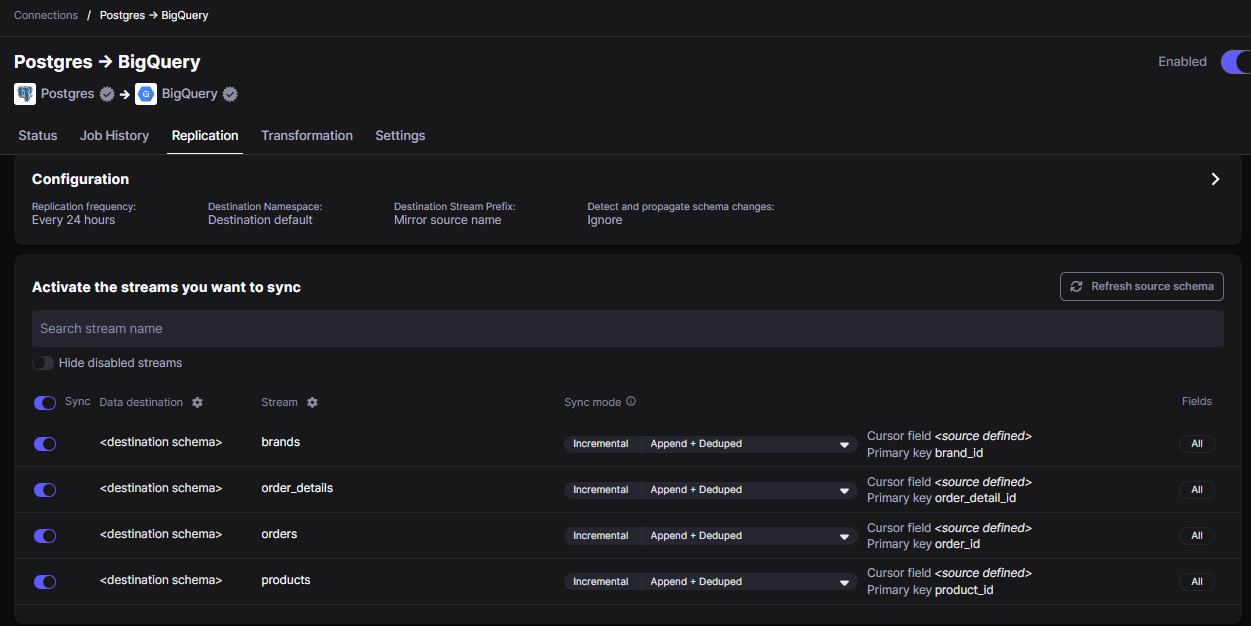 Connections / Postgres → BigQuery
Postgres → BigQuery
Enabled
Postgres → BigQuery
Status Job History Replication Transformation Settings
Configuration
Replication frequency: Destination Namespace: Destination Stream Prefix: Detect and propagate schema changes:
Every 24 hours Destination default Mirror source name Ignore
Activate the streams you want to sync
Refresh source schema
Search stream name
Hide disabled streams
Sync Data destination Stream Sync mode Fields
<destination schema> brands Incremental Append + Deduped Cursor field <source defined> All
Primary key brand_id
<destination schema> order_details Incremental Append + Deduped Cursor field <source defined> All
Primary key order_detail_id
<destination schema> orders Incremental Append + Deduped Cursor field <source defined> All
Primary key order_id
<destination schema> products Incremental Append + Deduped Cursor field <source defined> All
Primary key product_id